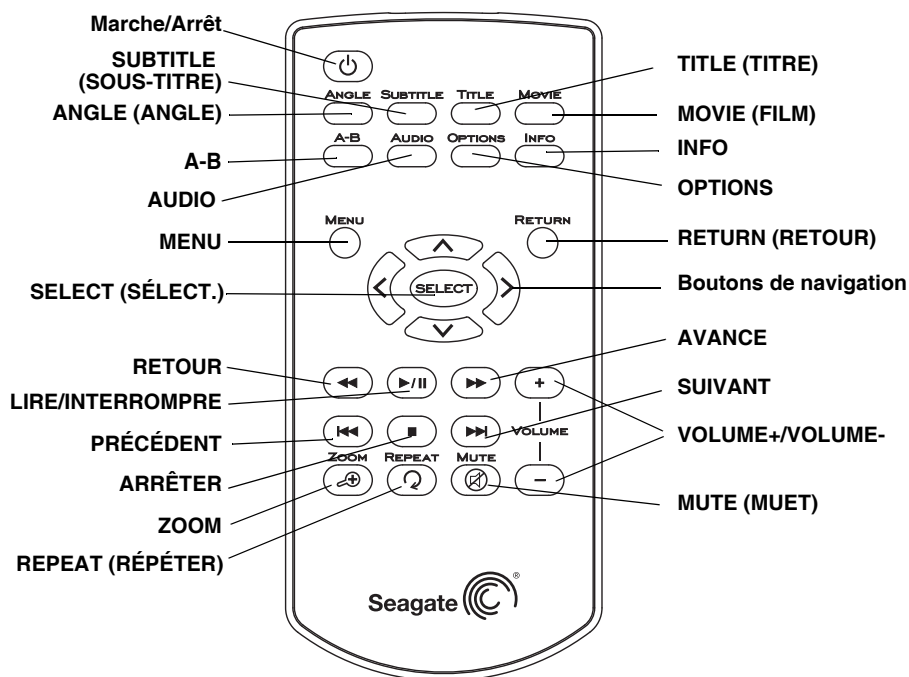 Marche/Arrêt
SUBTITLE
(SOUS-TITRE)
ANGLE (ANGLE)
A-B
AUDIO
MENU
SELECT (SÉLECT.)
RETOUR
LIRE/INTERROMPRE
PRÉCÉDENT
ARRÊTER
ZOOM
REPEAT (RÉPÉTER)
ANGLE SUBTITLE TITLE MOVIE
A-B AUDIO OPTIONS INFO
MENU RETURN
SELECT
VOLUME
ZOOM REPEAT MUTE
Seagate®
TITLE (TITRE)
MOVIE (FILM)
INFO
OPTIONS
RETURN (RETOUR)
Boutons de navigation
AVANCE
SUIVANT
VOLUME+/VOLUME-
MUTE (MUET)